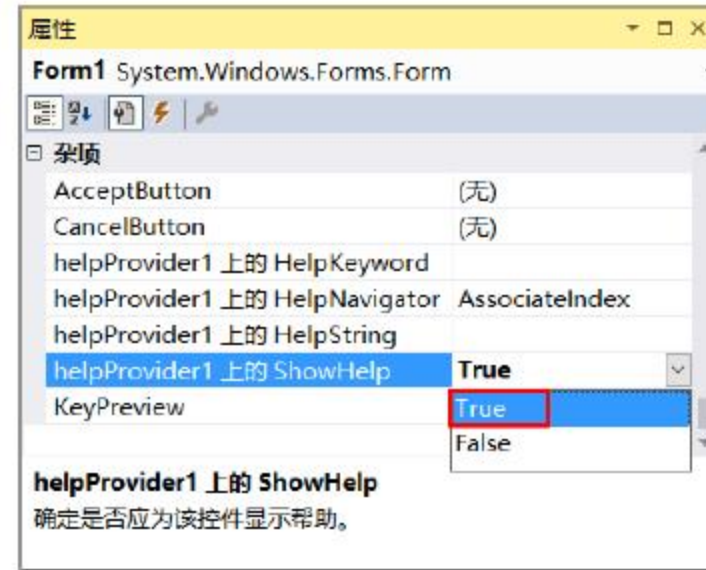 属性
Form1 System.Windows.Forms.Form
杂项
AcceptButton (无)
CancelButton (无)
helpProvider1 上的 HelpKeyword
helpProvider1 上的 HelpNavigator AssociateIndex
helpProvider1 上的 HelpString
helpProvider1 上的 ShowHelp True
KeyPreview True
False
helpProvider1 上的 ShowHelp
确定是否应为该控件显示帮助。